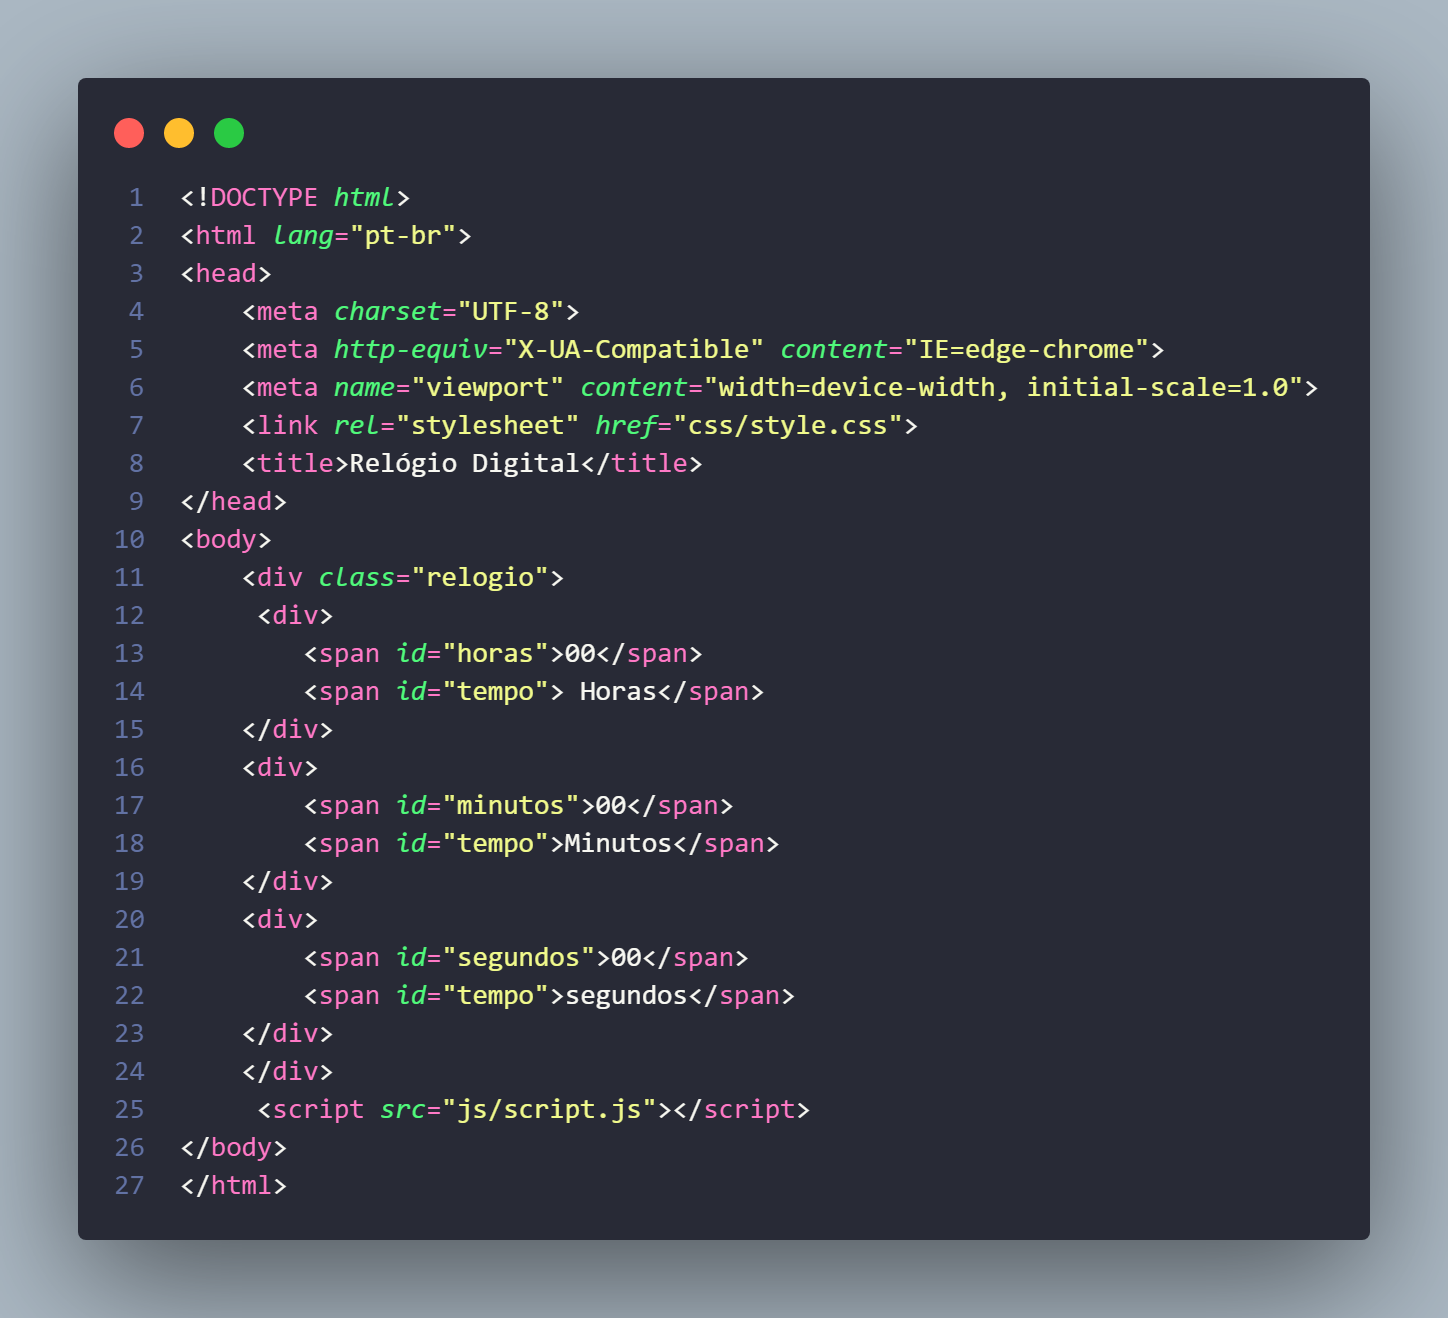 1 <!DOCTYPE html>
2 <html lang="pt-br">
3 <head>
4     <meta charset="UTF-8">
5     <meta http-equiv="X-UA-Compatible" content="IE=edge-chrome">
6     <meta name="viewport" content="width=device-width, initial-scale=1.0">
7     <link rel="stylesheet" href="css/style.css">
8     <title>Relógio Digital</title>
9 </head>
10 <body>
11     <div class="relogio">
12      <div>
13         <span id="horas">00</span>
14         <span id="tempo"> Horas</span>
15     </div>
16     <div>
17         <span id="minutos">00</span>
18         <span id="tempo">Minutos</span>
19     </div>
20     <div>
21         <span id="segundos">00</span>
22         <span id="tempo">segundos</span>
23     </div>
24     </div>
25      <script src="js/script.js"></script>
26 </body>
27 </html>